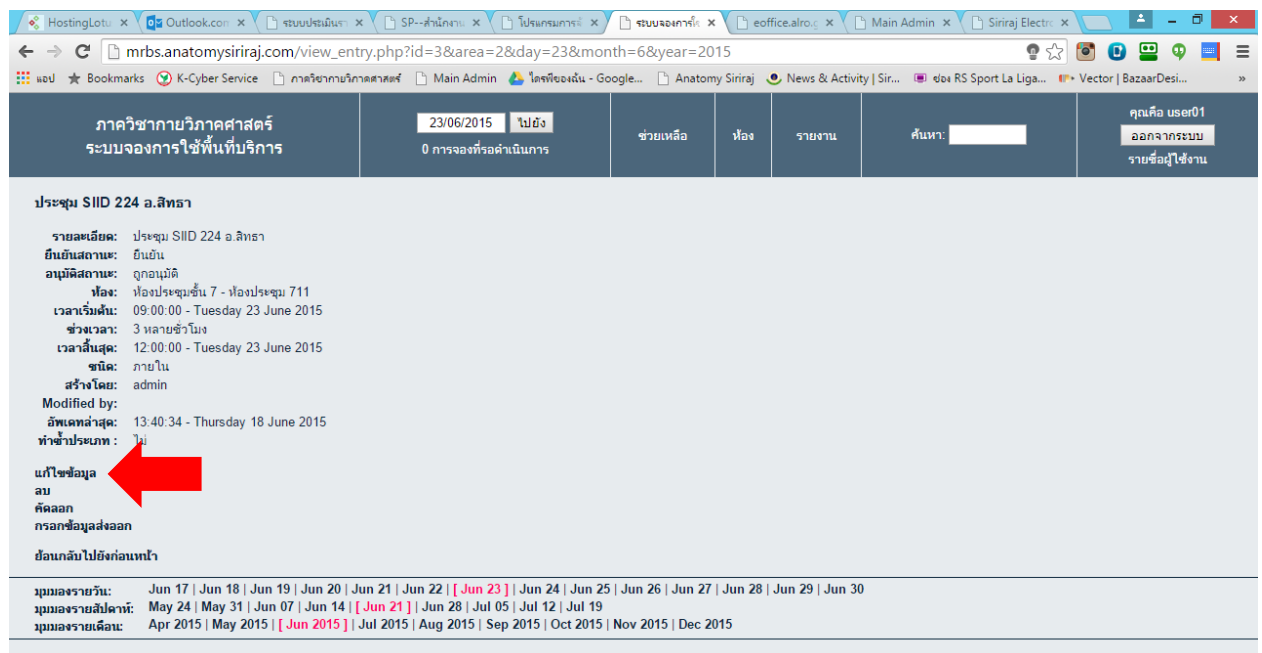 HostingLotu
Outlook.com
ระบบประเมินรา
SP--สำนักงาน
โปรแกรมการจ
ระบบจองการใช้
eoffice.alro.g
Main Admin
Siriraj Electro
mrbs.anatomysiriraj.com/view_entry.php?id=3&area=2&day=23&month=6&year=2015
แอป Bookmarks K-Cyber Service ภาควิชากายวิภาคศาสตร์ Main Admin ไดรฟ์ของฉัน - Google... Anatomy Siriraj News & Activity | Sir... ช่อง RS Sport La Liga... Vector | BazaarDesi... »
ภาควิชากายวิภาคศาสตร์
ระบบจองการใช้พื้นที่บริการ
23/06/2015 ไปยัง
0 การจองที่รอดำเนินการ
ช่วยเหลือ
ห้อง
รายงาน
ค้นหา:
คุณคือ user01
ออกจากระบบ
รายชื่อผู้ใช้งาน
ประชุม SIID 224 อ.สิทธา
รายละเอียด: ประชุม SIID 224 อ.สิทธา
ยืนยันสถานะ: ยืนยัน
อนุมัติสถานะ: ถูกอนุมัติ
ห้อง: ห้องประชุมชั้น 7 - ห้องประชุม 711
เวลาเริ่มต้น: 09:00:00 - Tuesday 23 June 2015
ช่วงเวลา: 3 หลายชั่วโมง
เวลาสิ้นสุด: 12:00:00 - Tuesday 23 June 2015
ชนิด: ภายใน
สร้างโดย: admin
Modified by:
อัพเดทล่าสุด: 13:40:34 - Thursday 18 June 2015
ทำซ้ำประเภท : ไม่
แก้ไขข้อมูล
ลบ
คัดลอก
กรอกข้อมูลส่งออก
ย้อนกลับไปยังก่อนหน้า
มุมมองรายวัน: Jun 17 | Jun 18 | Jun 19 | Jun 20 | Jun 21 | Jun 22 | [ Jun 23 ] | Jun 24 | Jun 25 | Jun 26 | Jun 27 | Jun 28 | Jun 29 | Jun 30
มุมมองรายสัปดาห์: May 24 | May 31 | Jun 07 | Jun 14 | [ Jun 21 ] | Jun 28 | Jul 05 | Jul 12 | Jul 19
มุมมองรายเดือน: Apr 2015 | May 2015 | [ Jun 2015 ] | Jul 2015 | Aug 2015 | Sep 2015 | Oct 2015 | Nov 2015 | Dec 2015